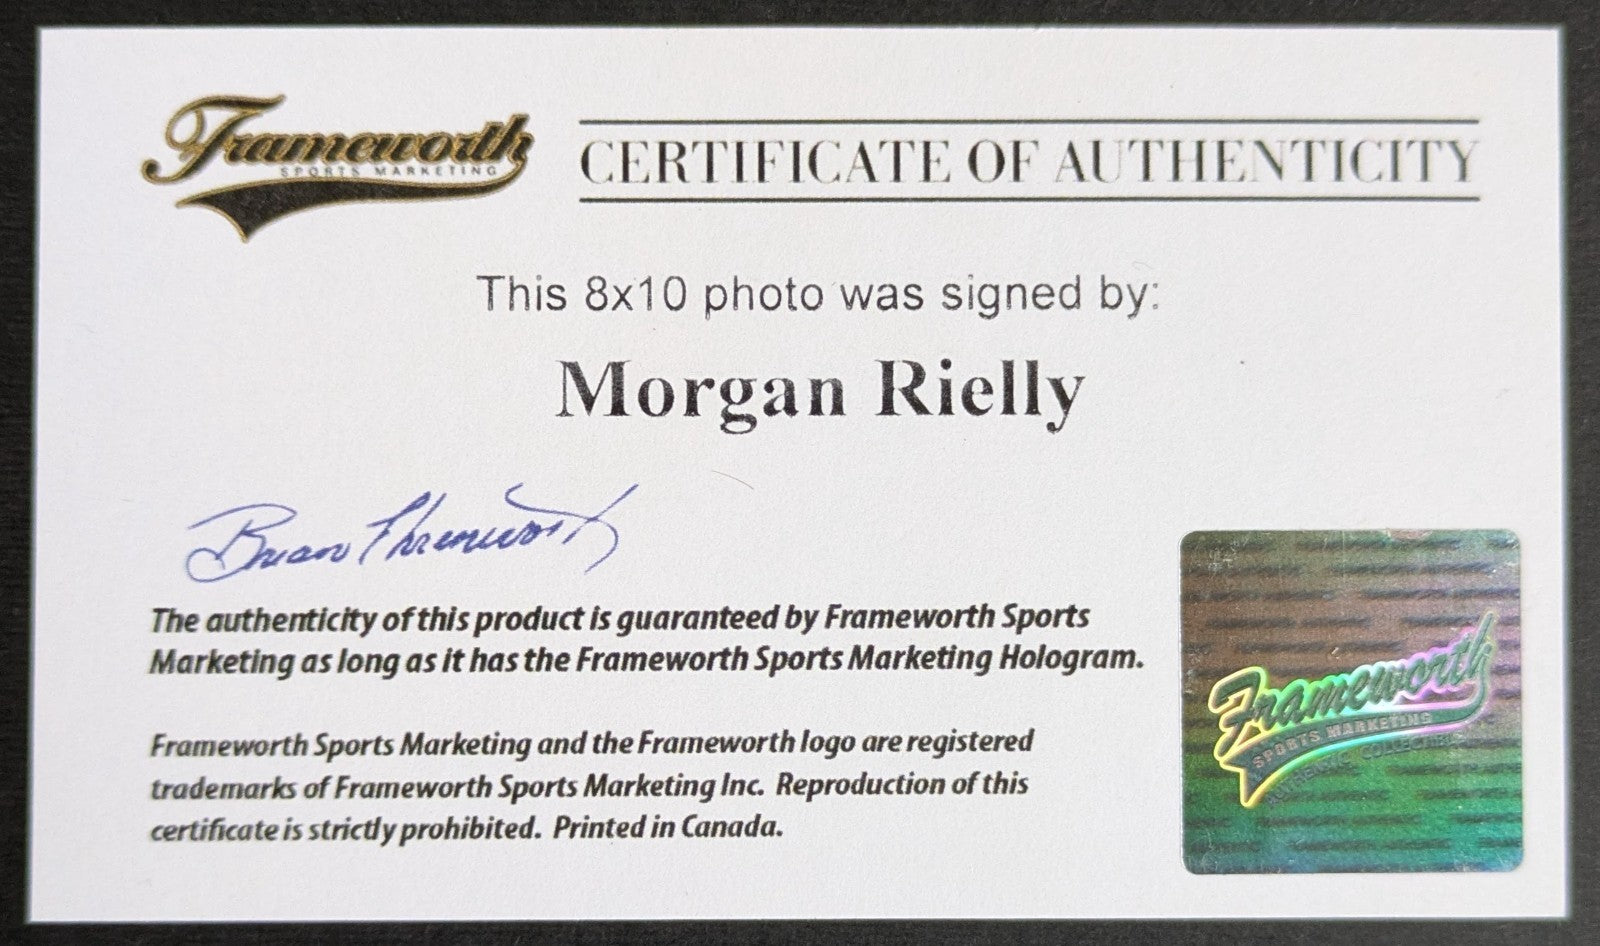 Frameworth
SPORTS MARKETING
CERTIFICATE OF AUTHENTICITY
This 8x10 photo was signed by:
Morgan Rielly
Brian
The authenticity of this product is guaranteed by Frameworth Sports
Marketing as long as it has the Frameworth Sports Marketing Hologram.
Frameworth Sports Marketing and the Frameworth logo are registered
trademarks of Frameworth Sports Marketing Inc. Reproduction of this
certificate is strictly prohibited. Printed in Canada.
Frameworth
SPORTS MARKETING
AUTHENTIC COLLECTIBLES